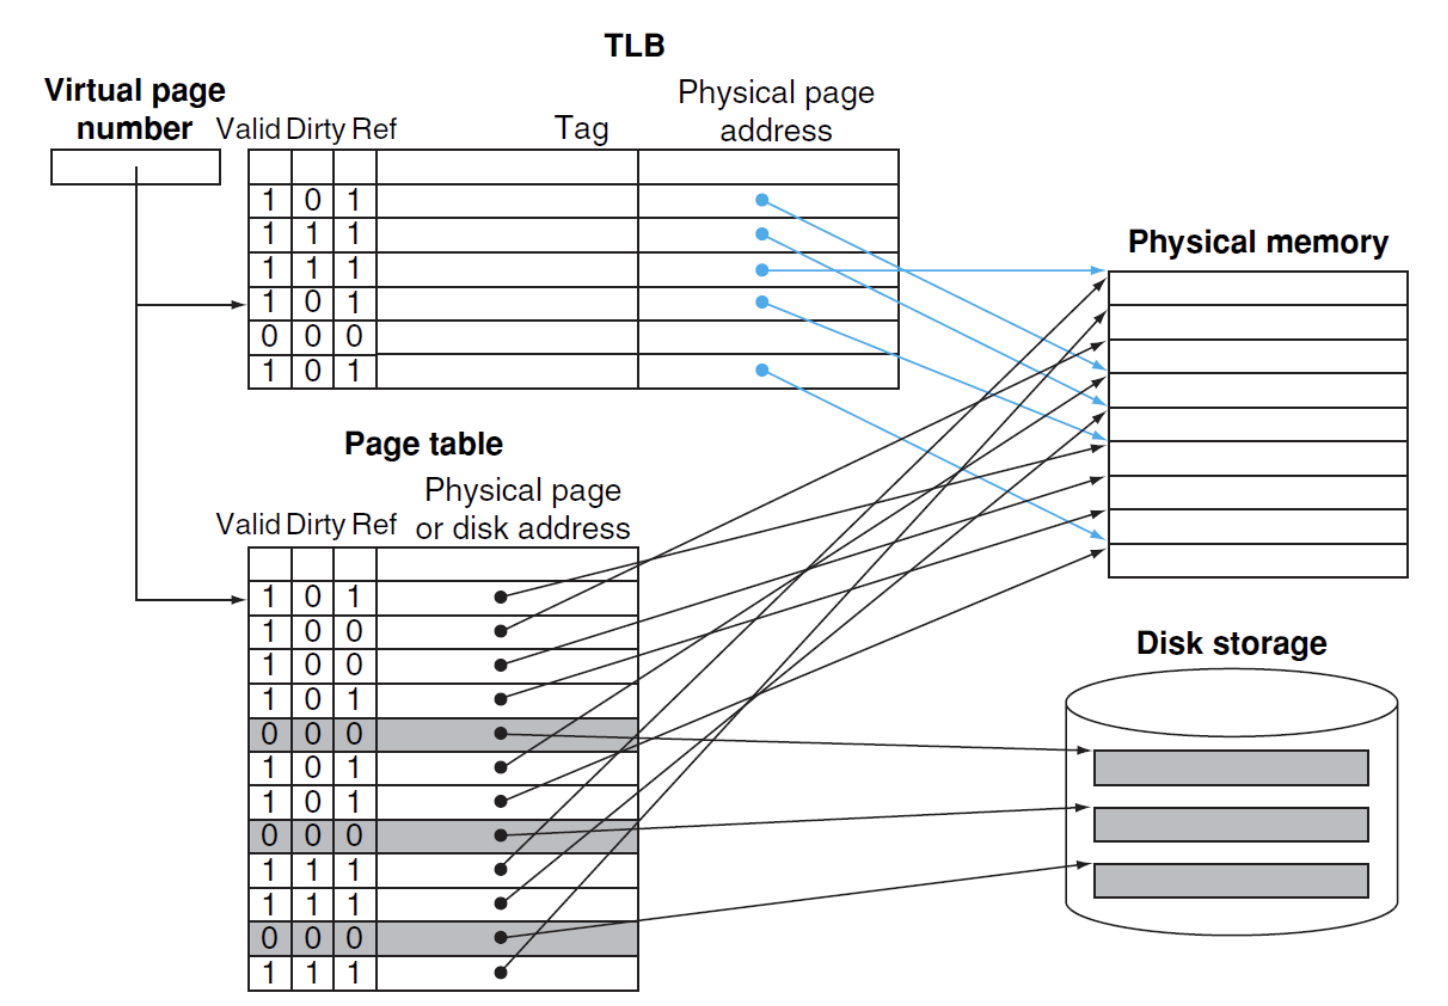 TLB
Virtual page
number
Valid Dirty Ref
Tag
Physical page
address
1 0 1
1 1 1
1 1 1
1 0 1
0 0 0
1 0 1
Physical memory
Page table
Physical page
or disk address
Valid Dirty Ref
1 0 1
1 0 0
1 0 0
1 0 1
0 0 0
1 0 1
1 0 1
0 0 0
1 1 1
1 1 1
0 0 0
1 1 1
Disk storage